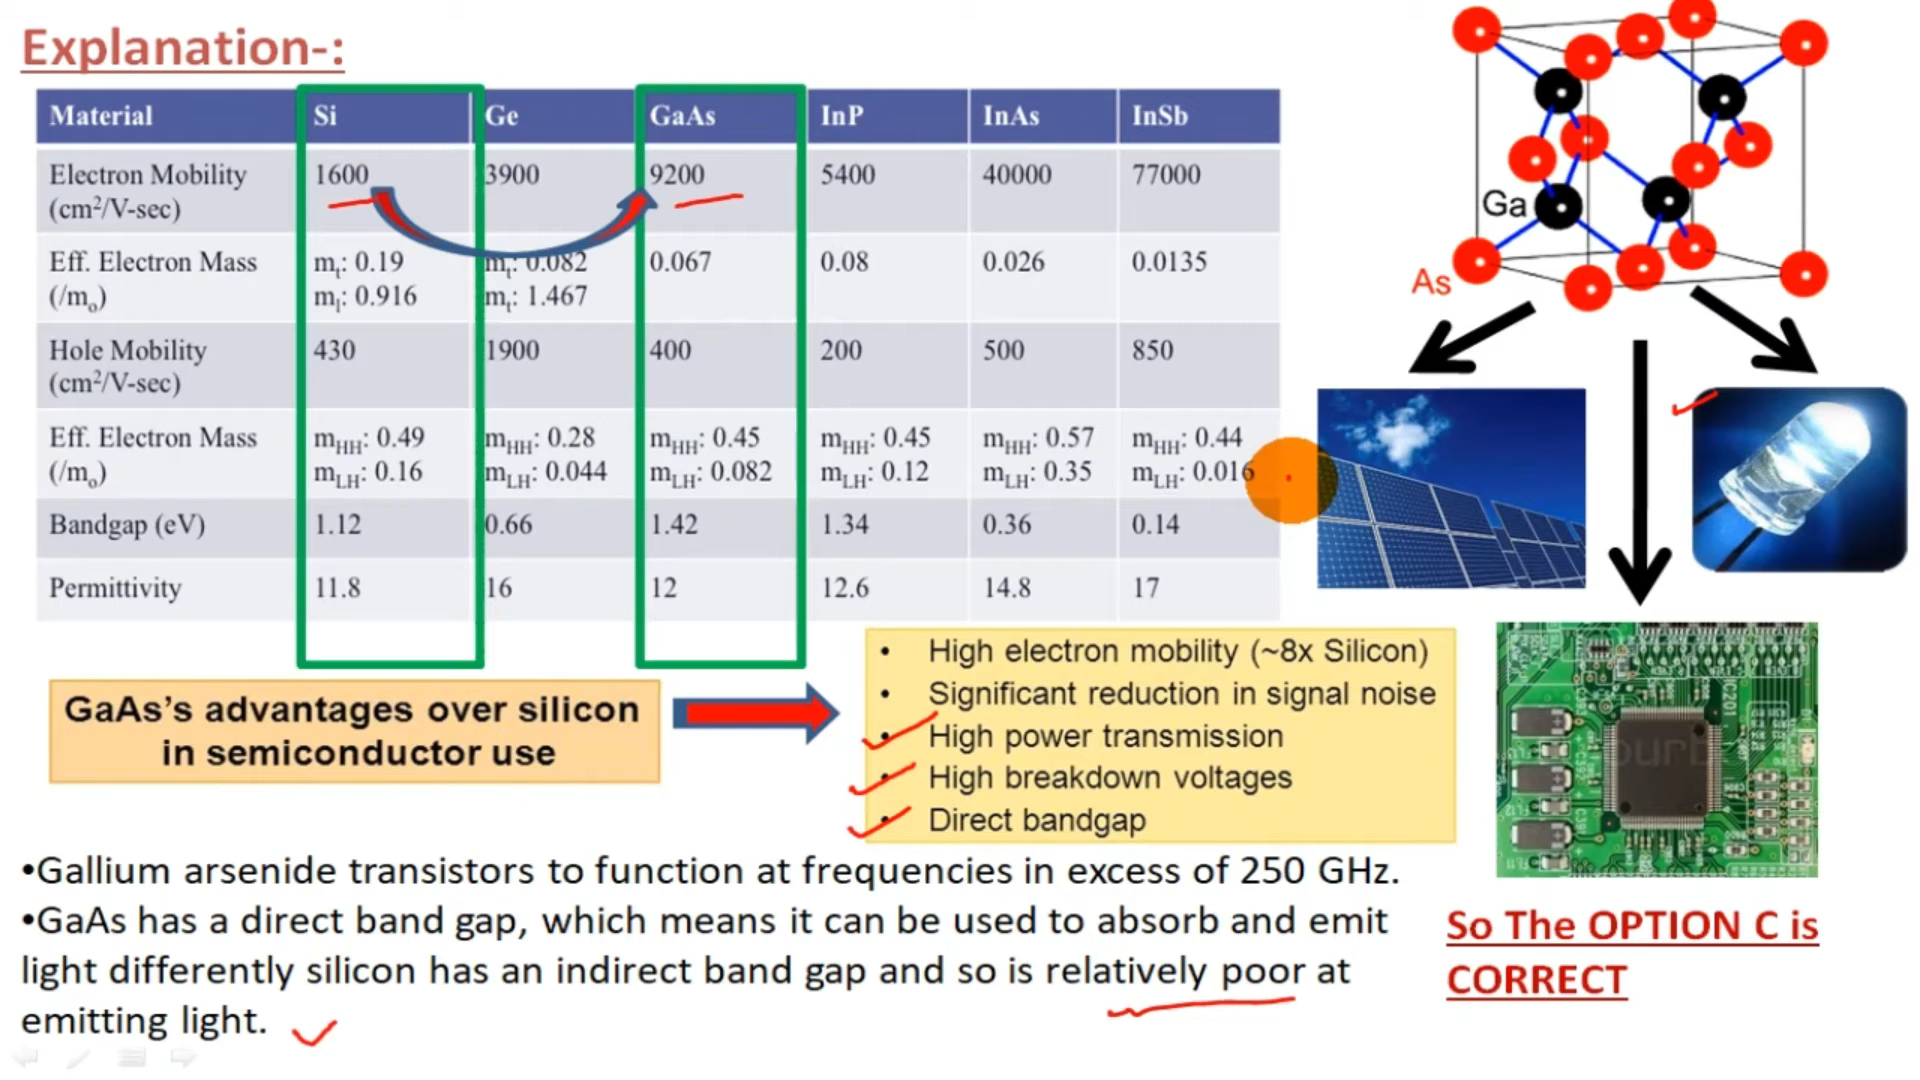 Explanation-:
Material Si Ge GaAs InP InAs InSb
Electron Mobility (cm²/V-sec) 1600 3900 9200 5400 40000 77000
Eff. Electron Mass (/mo) mt: 0.19 ml: 0.916 mt: 0.082 mt: 1.467 0.067 0.08 0.026 0.0135
Hole Mobility (cm²/V-sec) 430 1900 400 200 500 850
Eff. Electron Mass (/mo) mHH: 0.49 mLH: 0.16 mHH: 0.28 mLH: 0.044 mHH: 0.45 mLH: 0.082 mHH: 0.45 mLH: 0.12 mHH: 0.57 mLH: 0.35 mHH: 0.44 mLH: 0.016
Bandgap (eV) 1.12 0.66 1.42 1.34 0.36 0.14
Permittivity 11.8 16 12 12.6 14.8 17
Ga
As
GaAs's advantages over silicon
in semiconductor use
• High electron mobility (~8x Silicon)
• Significant reduction in signal noise
• High power transmission
• High breakdown voltages
• Direct bandgap
•Gallium arsenide transistors to function at frequencies in excess of 250 GHz.
•GaAs has a direct band gap, which means it can be used to absorb and emit
light differently silicon has an indirect band gap and so is relatively poor at
emitting light.
So The OPTION C is
CORRECT